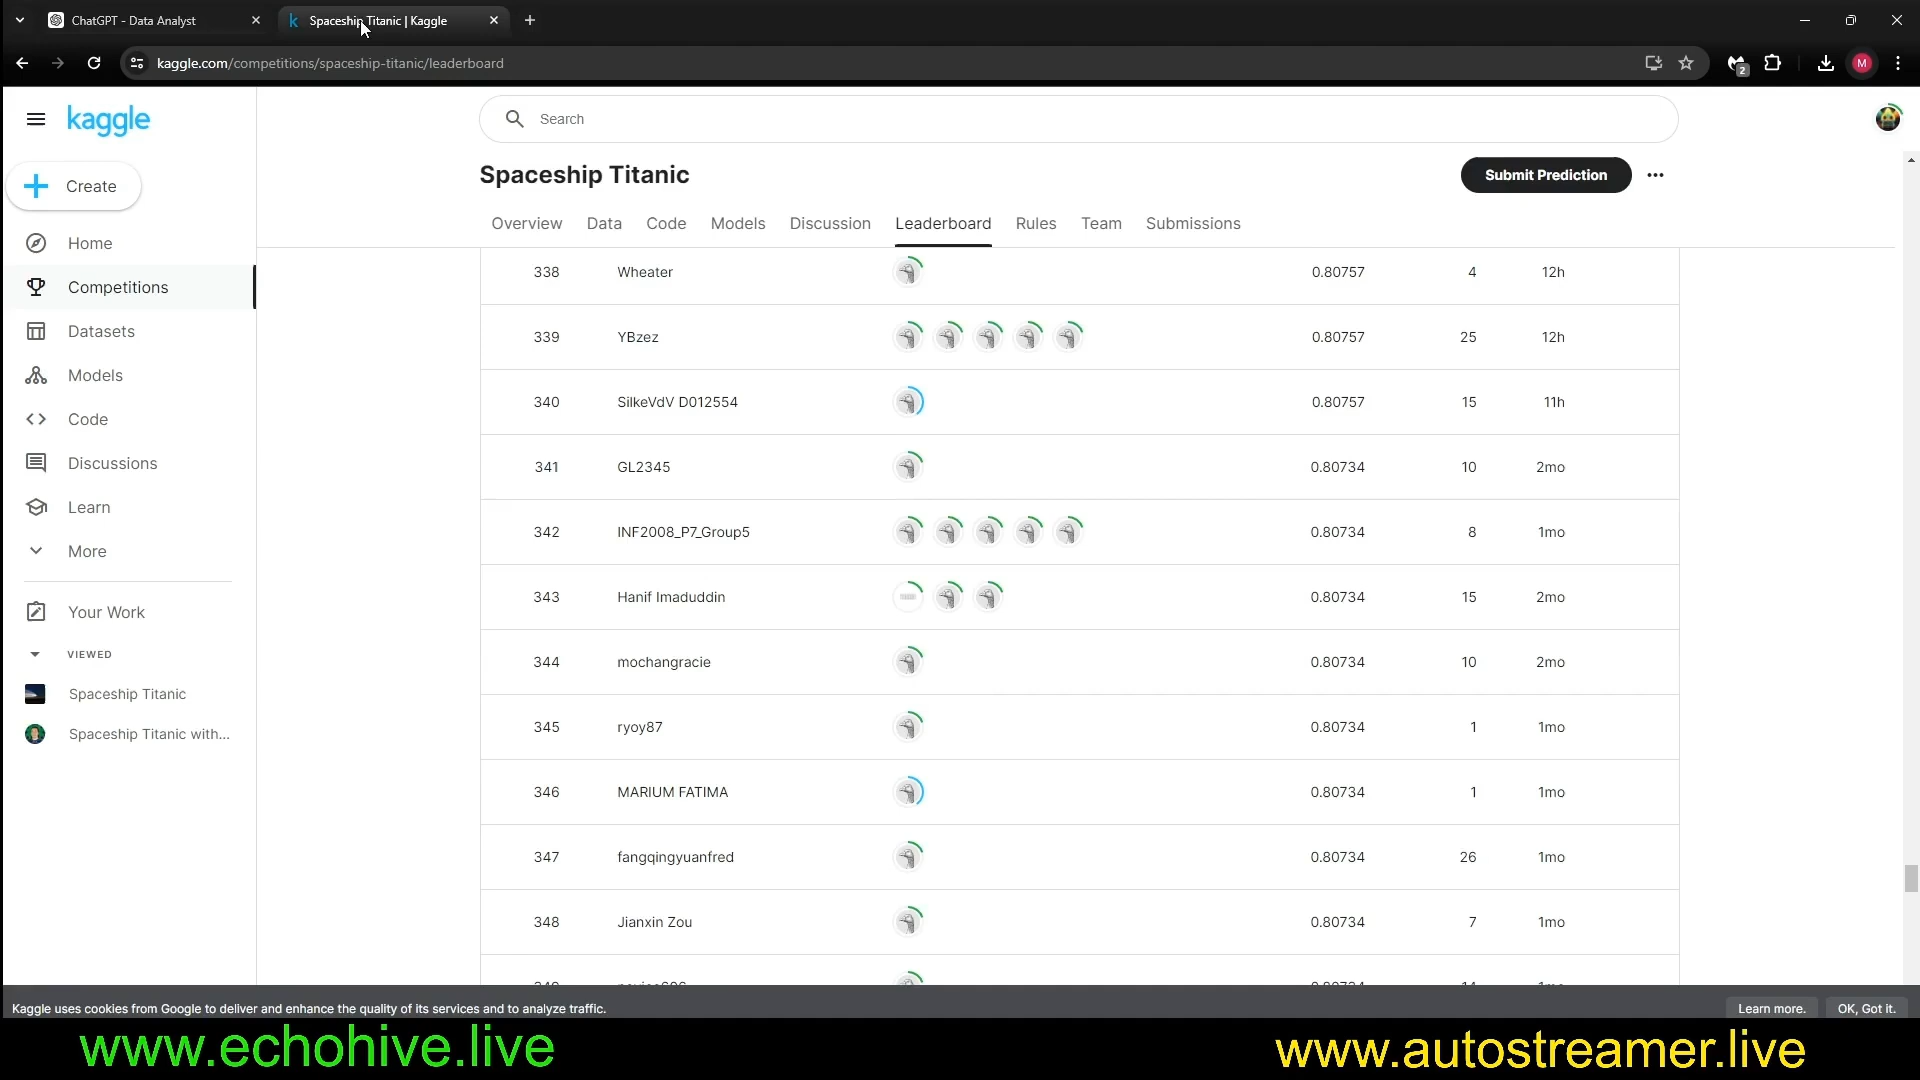 ChatGPT - Data Analyst
Spaceship Titanic | Kaggle
kaggle.com/competitions/spaceship-titanic/leaderboard
2
M
kaggle
Search
Create
Spaceship Titanic
Submit Prediction
Overview Data Code Models Discussion Leaderboard Rules Team Submissions
Home
Competitions
Datasets
Models
Code
Discussions
Learn
More
Your Work
VIEWED
Spaceship Titanic
Spaceship Titanic with...
338 Wheater 0.80757 4 12h
339 YBzez 0.80757 25 12h
340 SilkeVdV D012554 0.80757 15 11h
341 GL2345 0.80734 10 2mo
342 INF2008_P7_Group5 0.80734 8 1mo
343 Hanif Imaduddin 0.80734 15 2mo
344 mochangracie 0.80734 10 2mo
345 ryoy87 0.80734 1 1mo
346 MARIUM FATIMA 0.80734 1 1mo
347 fangqingyuanfred 0.80734 26 1mo
348 Jianxin Zou 0.80734 7 1mo
Kaggle uses cookies from Google to deliver and enhance the quality of its services and to analyze traffic.
Learn more. OK, Got it.
www.echohive.live
www.autostreamer.live